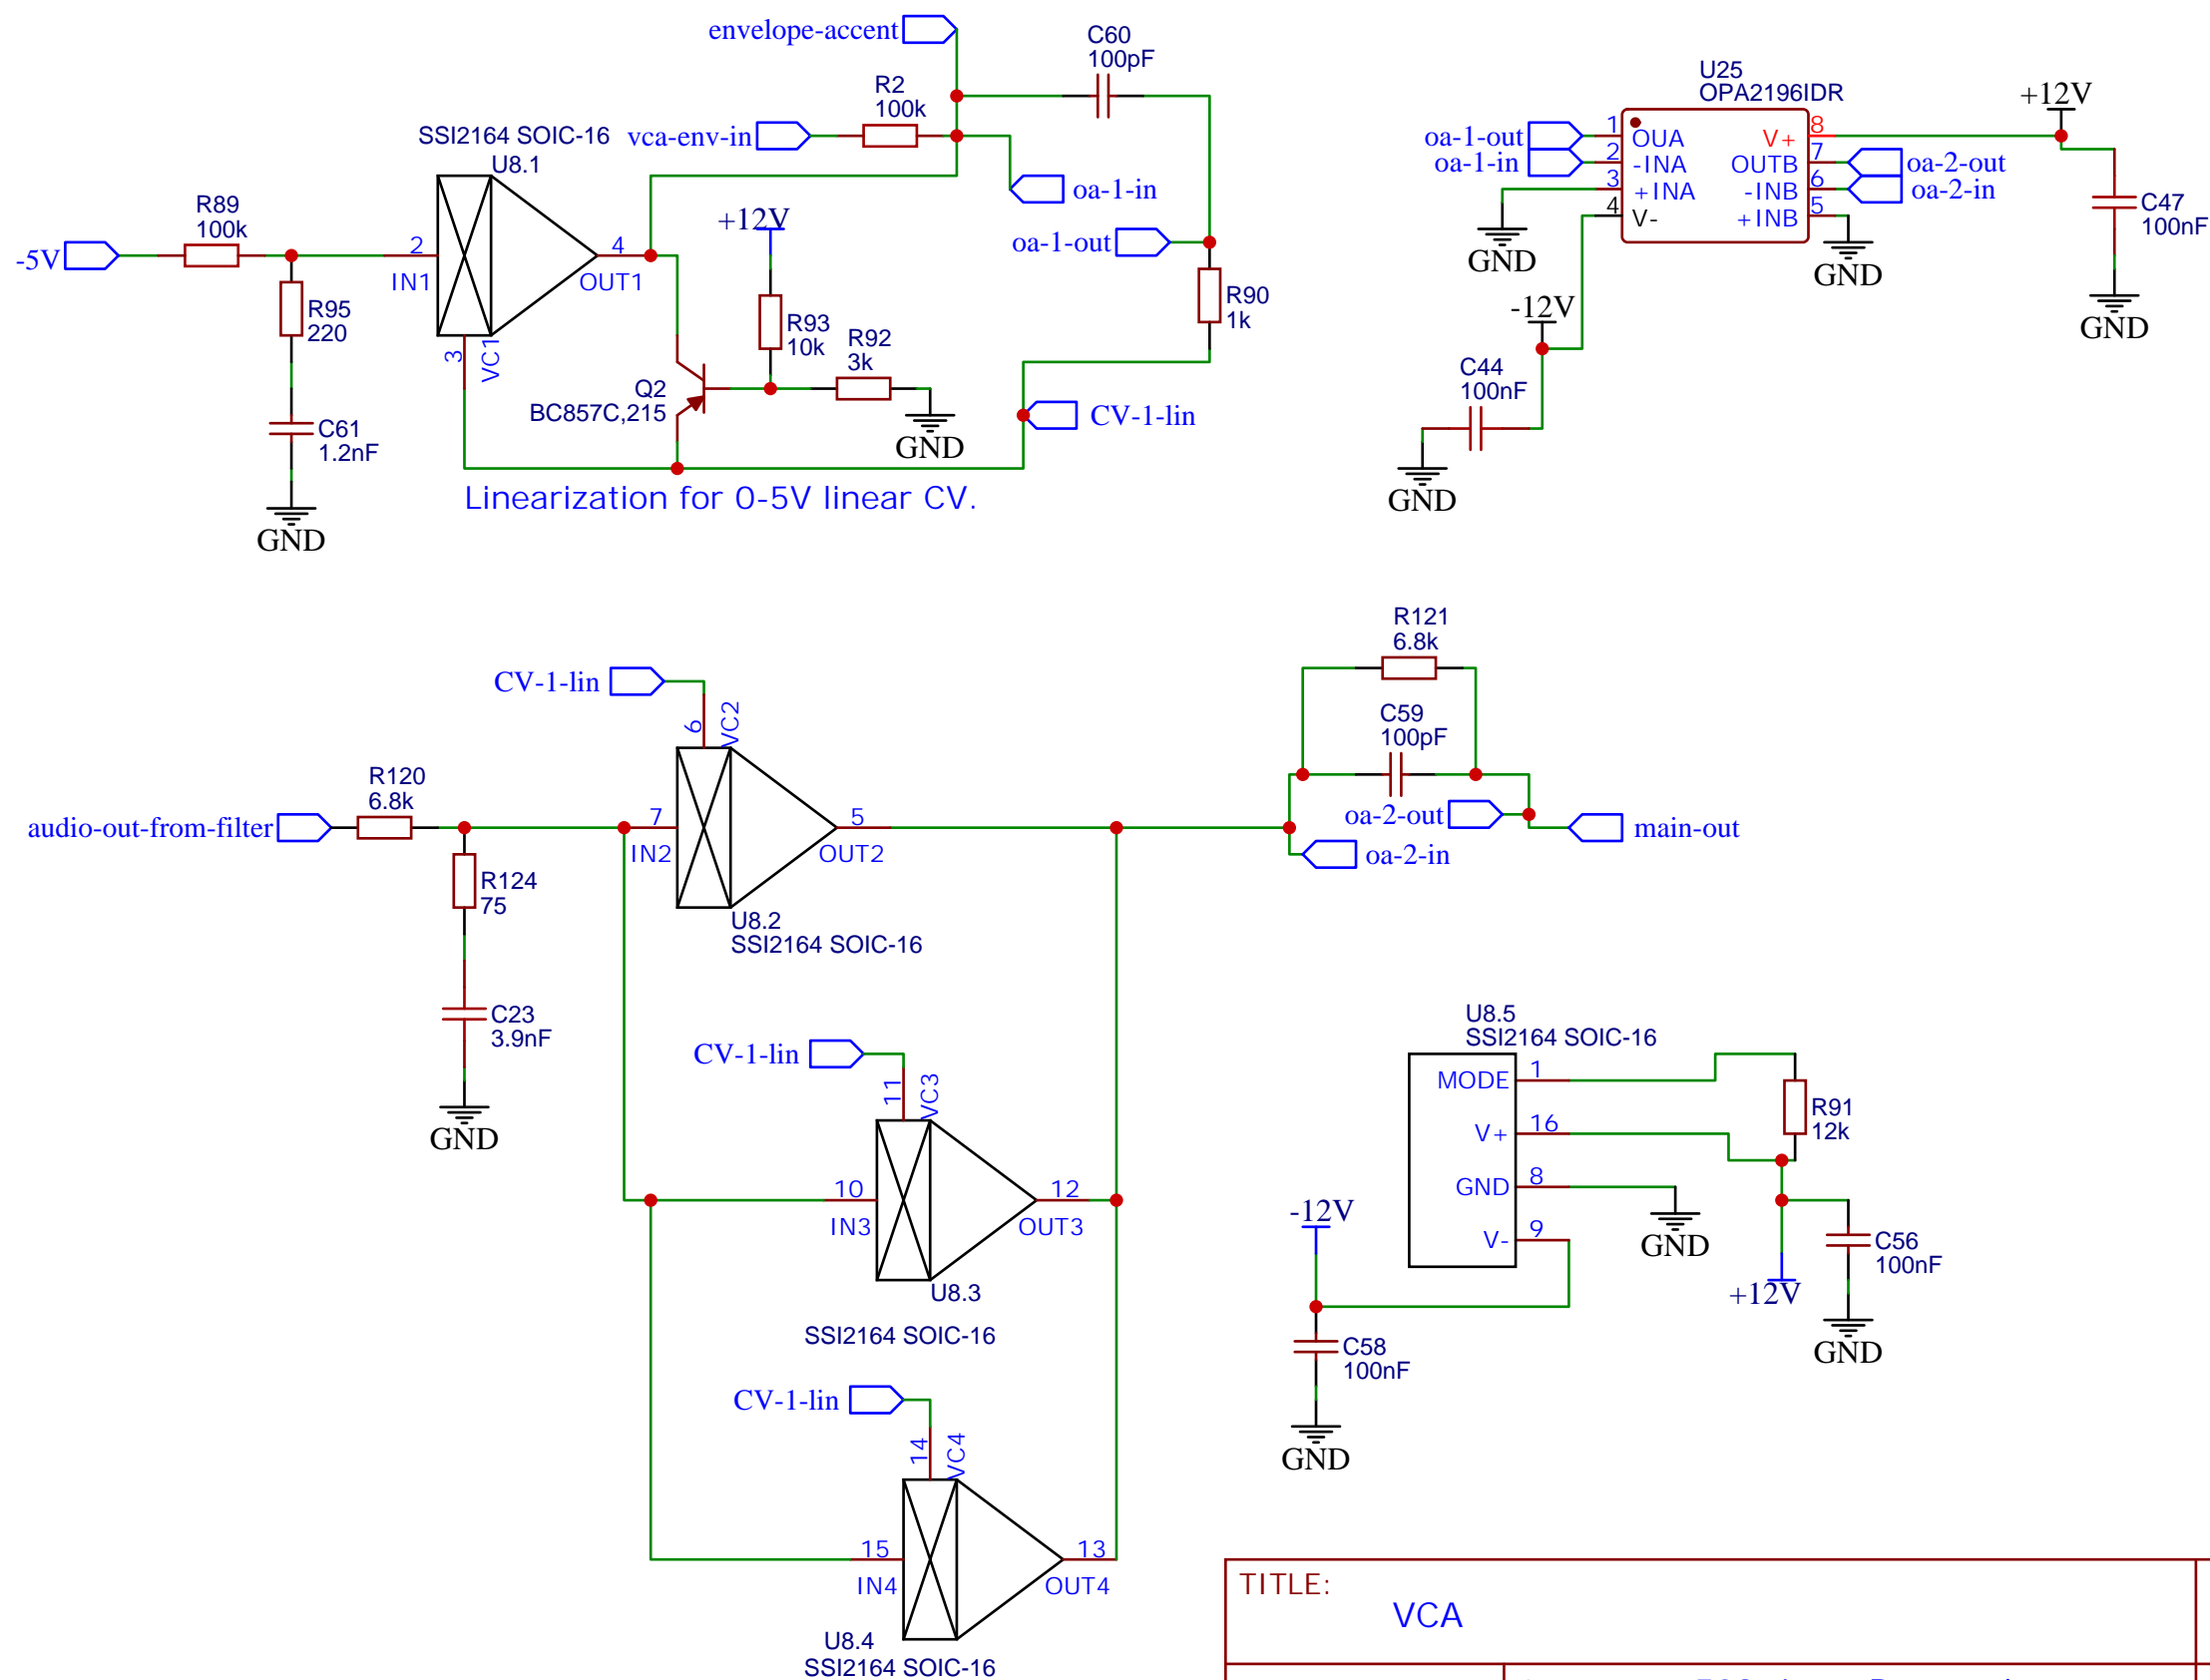 envelope-accent
C60
100pF
R2
100k
vca-env-in
SSI2164 SOIC-16
U8.1
oa-1-in
R89
100k
-5V
2
IN1
4
OUT1
3
VC1
R95
220
C61
1.2nF
GND
+12V
R93
10k
R92
3k
GND
Q2
BC857C,215
oa-1-out
R90
1k
CV-1-lin
Linearization for 0-5V linear CV.
U25
OPA2196IDR
+12V
oa-1-out
oa-1-in
1
2
3
4
OUA
-INA
+INA
V-
V+
OUTB
-INB
+INB
8
7
6
5
oa-2-out
oa-2-in
C47
100nF
GND
GND
GND
-12V
C44
100nF
GND
R121
6.8k
C59
100pF
oa-2-out
main-out
oa-2-in
CV-1-lin
6
VC2
R120
6.8k
audio-out-from-filter
7
IN2
5
OUT2
U8.2
SSI2164 SOIC-16
R124
75
C23
3.9nF
GND
CV-1-lin
11
VC3
10
IN3
12
OUT3
U8.3
SSI2164 SOIC-16
CV-1-lin
14
VC4
15
IN4
13
OUT4
U8.4
SSI2164 SOIC-16
U8.5
SSI2164 SOIC-16
MODE
1
V+
16
GND
8
V-
9
R91
12k
GND
C56
100nF
+12V
GND
-12V
C58
100nF
GND
TITLE:
VCA